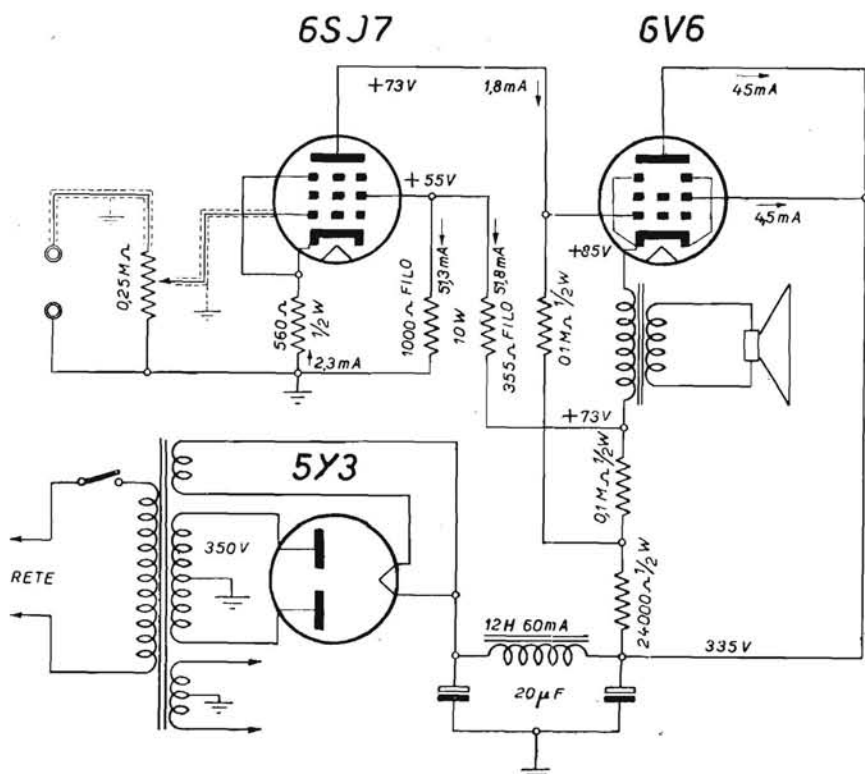 6SJ7
6V6
+73V
1,8mA
45mA
+55V
4,5mA
+85V
0,25MΩ
560Ω
1/2W
2,3mA
1000Ω FILO
10W
51,3mA
355Ω FILO
51,8mA
0,1MΩ 1/2W
+73V
0,1MΩ 1/2W
5Y3
350V
RETE
24000Ω 1/2W
12H 60mA
335V
20μF